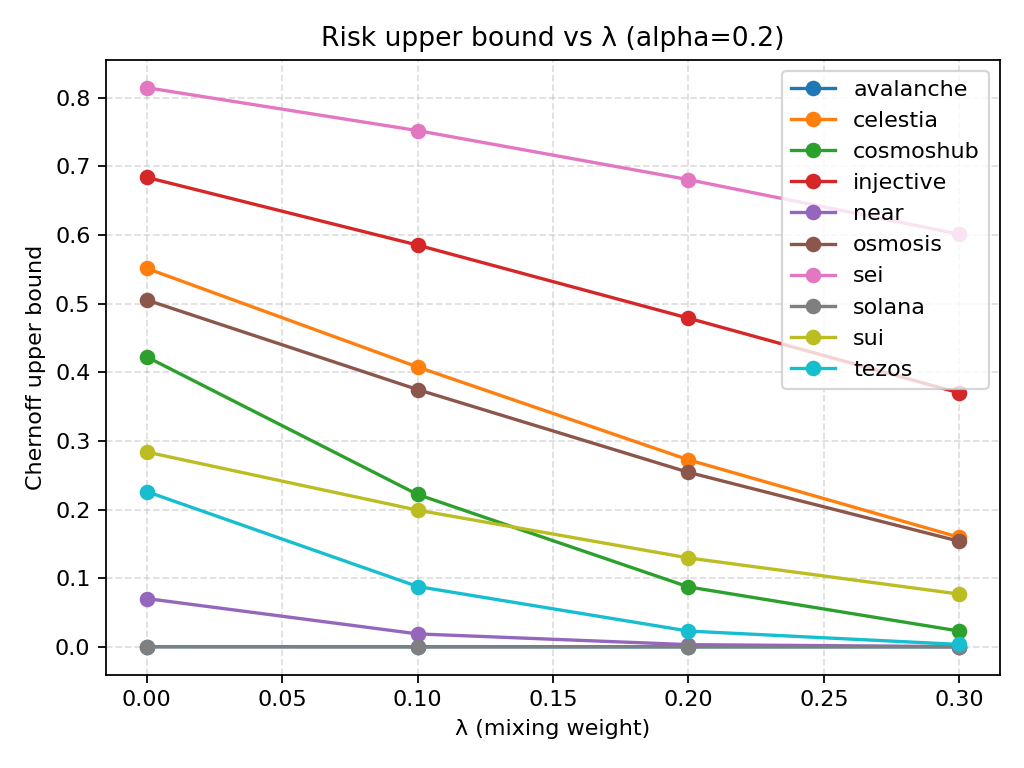 Risk upper bound vs λ (alpha=0.2)
Chernoff upper bound
0.8
0.7
0.6
0.5
0.4
0.3
0.2
0.1
0.0
avalanche
celestia
cosmoshub
injective
near
osmosis
sei
solana
sui
tezos
0.00 0.05 0.10 0.15 0.20 0.25 0.30
λ (mixing weight)